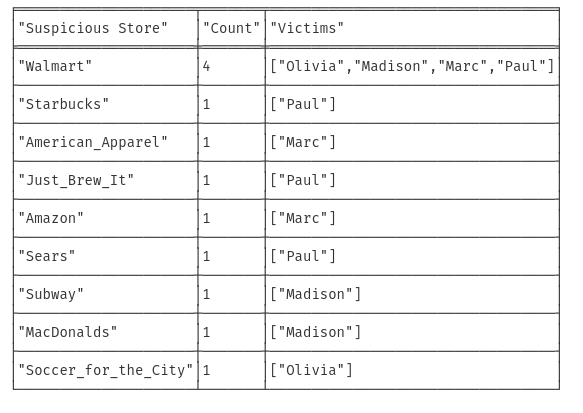 "Suspicious Store" "Count" "Victims"
"Walmart" 4 ["Olivia","Madison","Marc","Paul"]
"Starbucks" 1 ["Paul"]
"American_Apparel" 1 ["Marc"]
"Just_Brew_It" 1 ["Paul"]
"Amazon" 1 ["Marc"]
"Sears" 1 ["Paul"]
"Subway" 1 ["Madison"]
"MacDonalds" 1 ["Madison"]
"Soccer_for_the_City" 1 ["Olivia"]